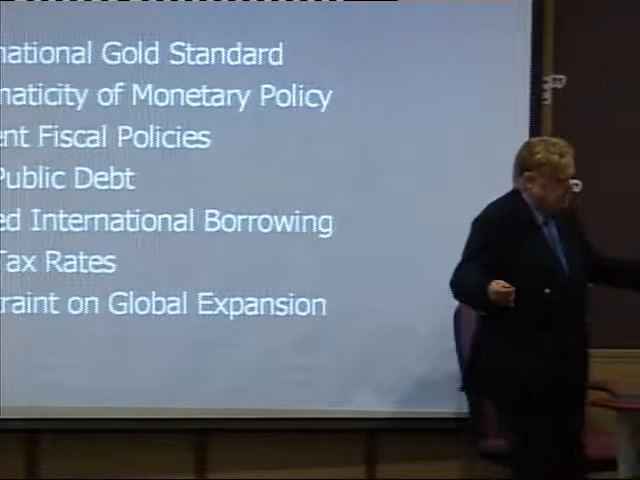 national Gold Standard
maticity of Monetary Policy
ent Fiscal Policies
Public Debt
ed International Borrowing
Tax Rates
raint on Global Expansion